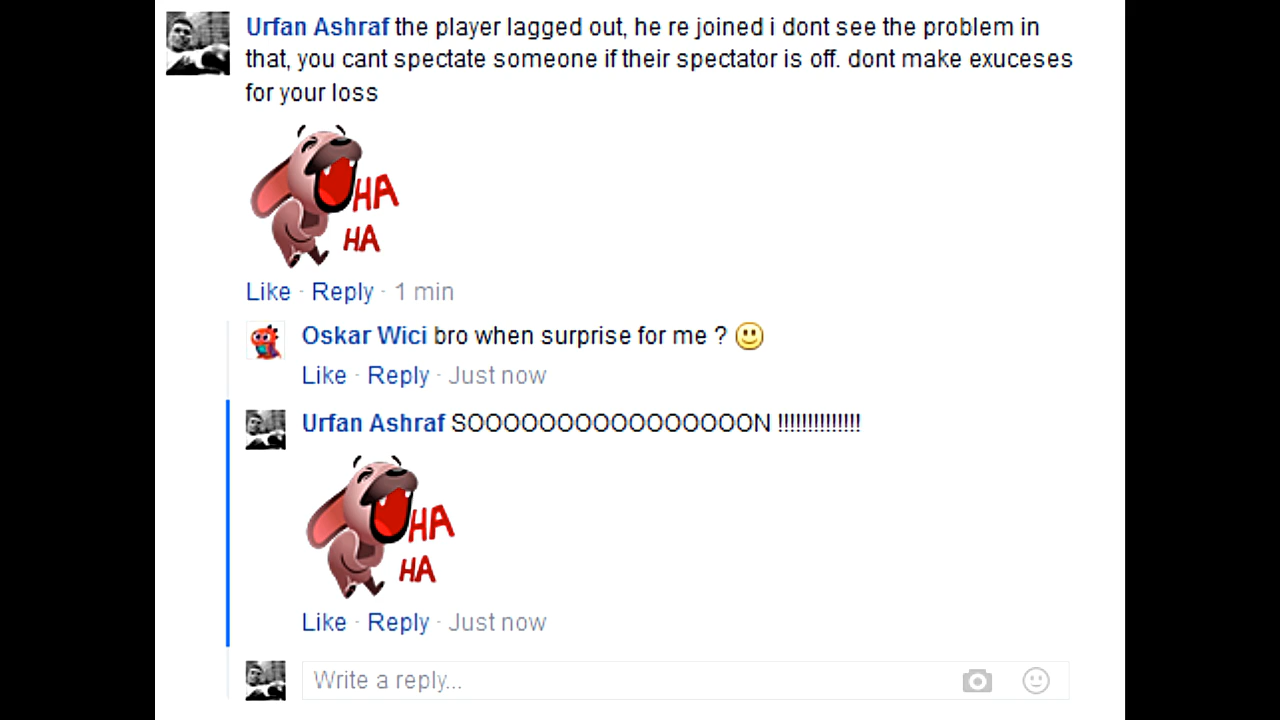 Urfan Ashraf the player lagged out, he re joined i dont see the problem in
that, you cant spectate someone if their spectator is off. dont make exuceses
for your loss
HA
HA
Like · Reply · 1 min
Oskar Wici bro when surprise for me ?
Like · Reply · Just now
Urfan Ashraf SOOOOOOOOOOOOOOOON !!!!!!!!!!!!!!
HA
HA
Like · Reply · Just now
Write a reply...